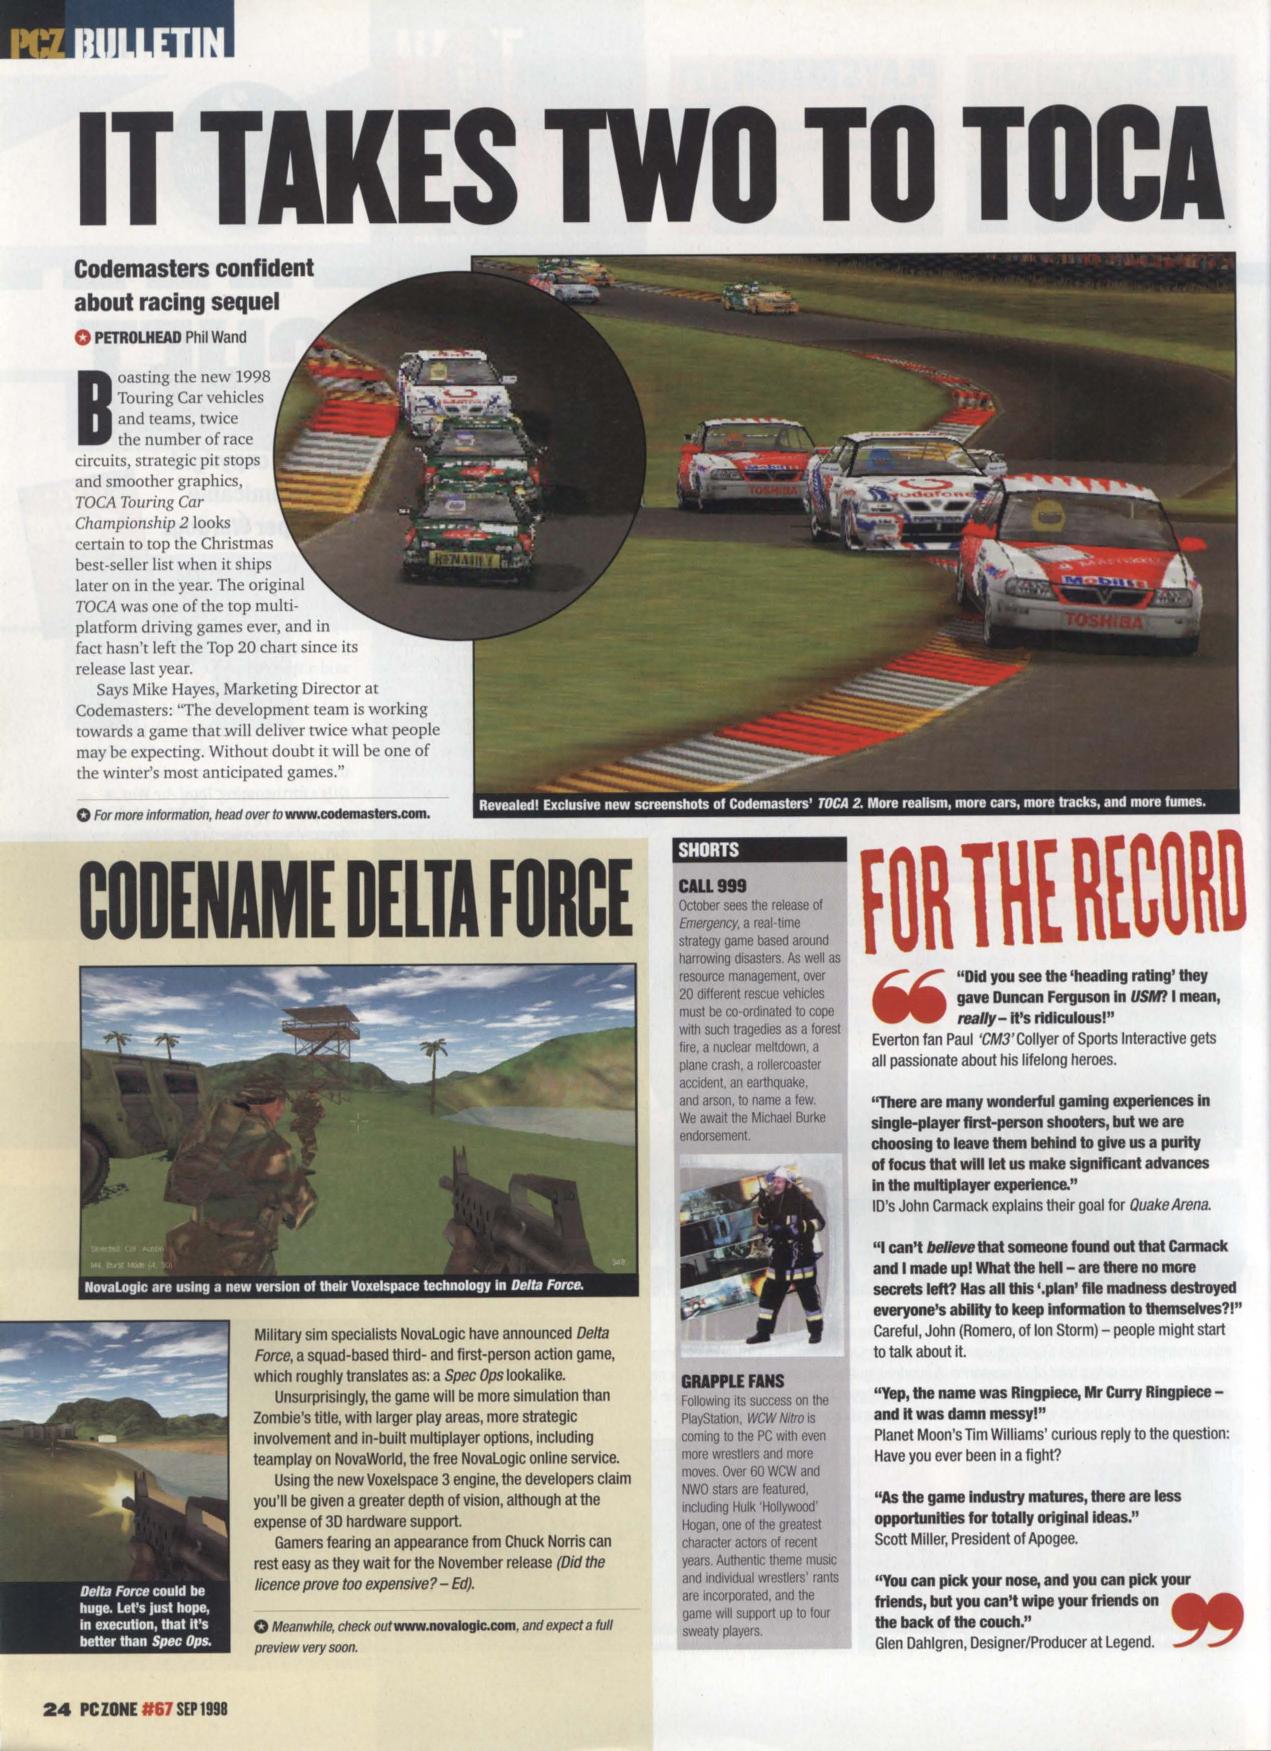 PCZ BULLETIN
IT TAKES TWO TO TOCA
Codemasters confident
about racing sequel
PETROLHEAD Phil Wand
Boasting the new 1998
Touring Car vehicles
and teams, twice
the number of race
circuits, strategic pit stops
and smoother graphics,
TOCA Touring Car
Championship 2 looks
certain to top the Christmas
best-seller list when it ships
later on in the year. The original
TOCA was one of the top multi-
platform driving games ever, and in
fact hasn't left the Top 20 chart since its
release last year.
Says Mike Hayes, Marketing Director at
Codemasters: “The development team is working
towards a game that will deliver twice what people
may be expecting. Without doubt it will be one of
the winter's most anticipated games.”
For more information, head over to www.codemasters.com.
RENAULT
Mobil
TOSHIBA
vodafone
Mobil 1
TOSHIBA
Revealed! Exclusive new screenshots of Codemasters' TOCA 2. More realism, more cars, more tracks, and more fumes.
CODENAME DELTA FORCE
NovaLogic are using a new version of their Voxelspace technology in Delta Force.
Delta Force could be
huge. Let's just hope,
in execution, that it's
better than Spec Ops.
Military sim specialists NovaLogic have announced Delta
Force, a squad-based third- and first-person action game,
which roughly translates as: a Spec Ops lookalike.
Unsurprisingly, the game will be more simulation than
Zombie's title, with larger play areas, more strategic
involvement and in-built multiplayer options, including
teamplay on NovaWorld, the free NovaLogic online service.
Using the new Voxelspace 3 engine, the developers claim
you'll be given a greater depth of vision, although at the
expense of 3D hardware support.
Gamers fearing an appearance from Chuck Norris can
rest easy as they wait for the November release (Did the
licence prove too expensive? – Ed).
Meanwhile, check out www.novalogic.com, and expect a full
preview very soon.
SHORTS
CALL 999
October sees the release of
Emergency, a real-time
strategy game based around
harrowing disasters. As well as
resource management, over
20 different rescue vehicles
must be co-ordinated to cope
with such tragedies as a forest
fire, a nuclear meltdown, a
plane crash, a rollercoaster
accident, an earthquake,
and arson, to name a few.
We await the Michael Burke
endorsement.
GRAPPLE FANS
Following its success on the
PlayStation, WCW Nitro is
coming to the PC with even
more wrestlers and more
moves. Over 60 WCW and
NWO stars are featured,
including Hulk 'Hollywood'
Hogan, one of the greatest
character actors of recent
years. Authentic theme music
and individual wrestlers' rants
are incorporated, and the
game will support up to four
sweaty players.
FOR THE RECORD
“Did you see the ‘heading rating’ they
gave Duncan Ferguson in USM? I mean,
really – it's ridiculous!”
Everton fan Paul ‘CM3’ Collyer of Sports Interactive gets
all passionate about his lifelong heroes.
“There are many wonderful gaming experiences in
single-player first-person shooters, but we are
choosing to leave them behind to give us a purity
of focus that will let us make significant advances
in the multiplayer experience.”
ID's John Carmack explains their goal for Quake Arena.
“I can't believe that someone found out that Carmack
and I made up! What the hell – are there no more
secrets left? Has all this ‘.plan’ file madness destroyed
everyone's ability to keep information to themselves?!”
Careful, John (Romero, of Ion Storm) – people might start
to talk about it.
“Yep, the name was Ringpiece, Mr Curry Ringpiece –
and it was damn messy!”
Planet Moon's Tim Williams' curious reply to the question:
Have you ever been in a fight?
“As the game industry matures, there are less
opportunities for totally original ideas.”
Scott Miller, President of Apogee.
“You can pick your nose, and you can pick your
friends, but you can't wipe your friends on
the back of the couch.”
Glen Dahlgren, Designer/Producer at Legend.
24 PC ZONE #67 SEP 1998